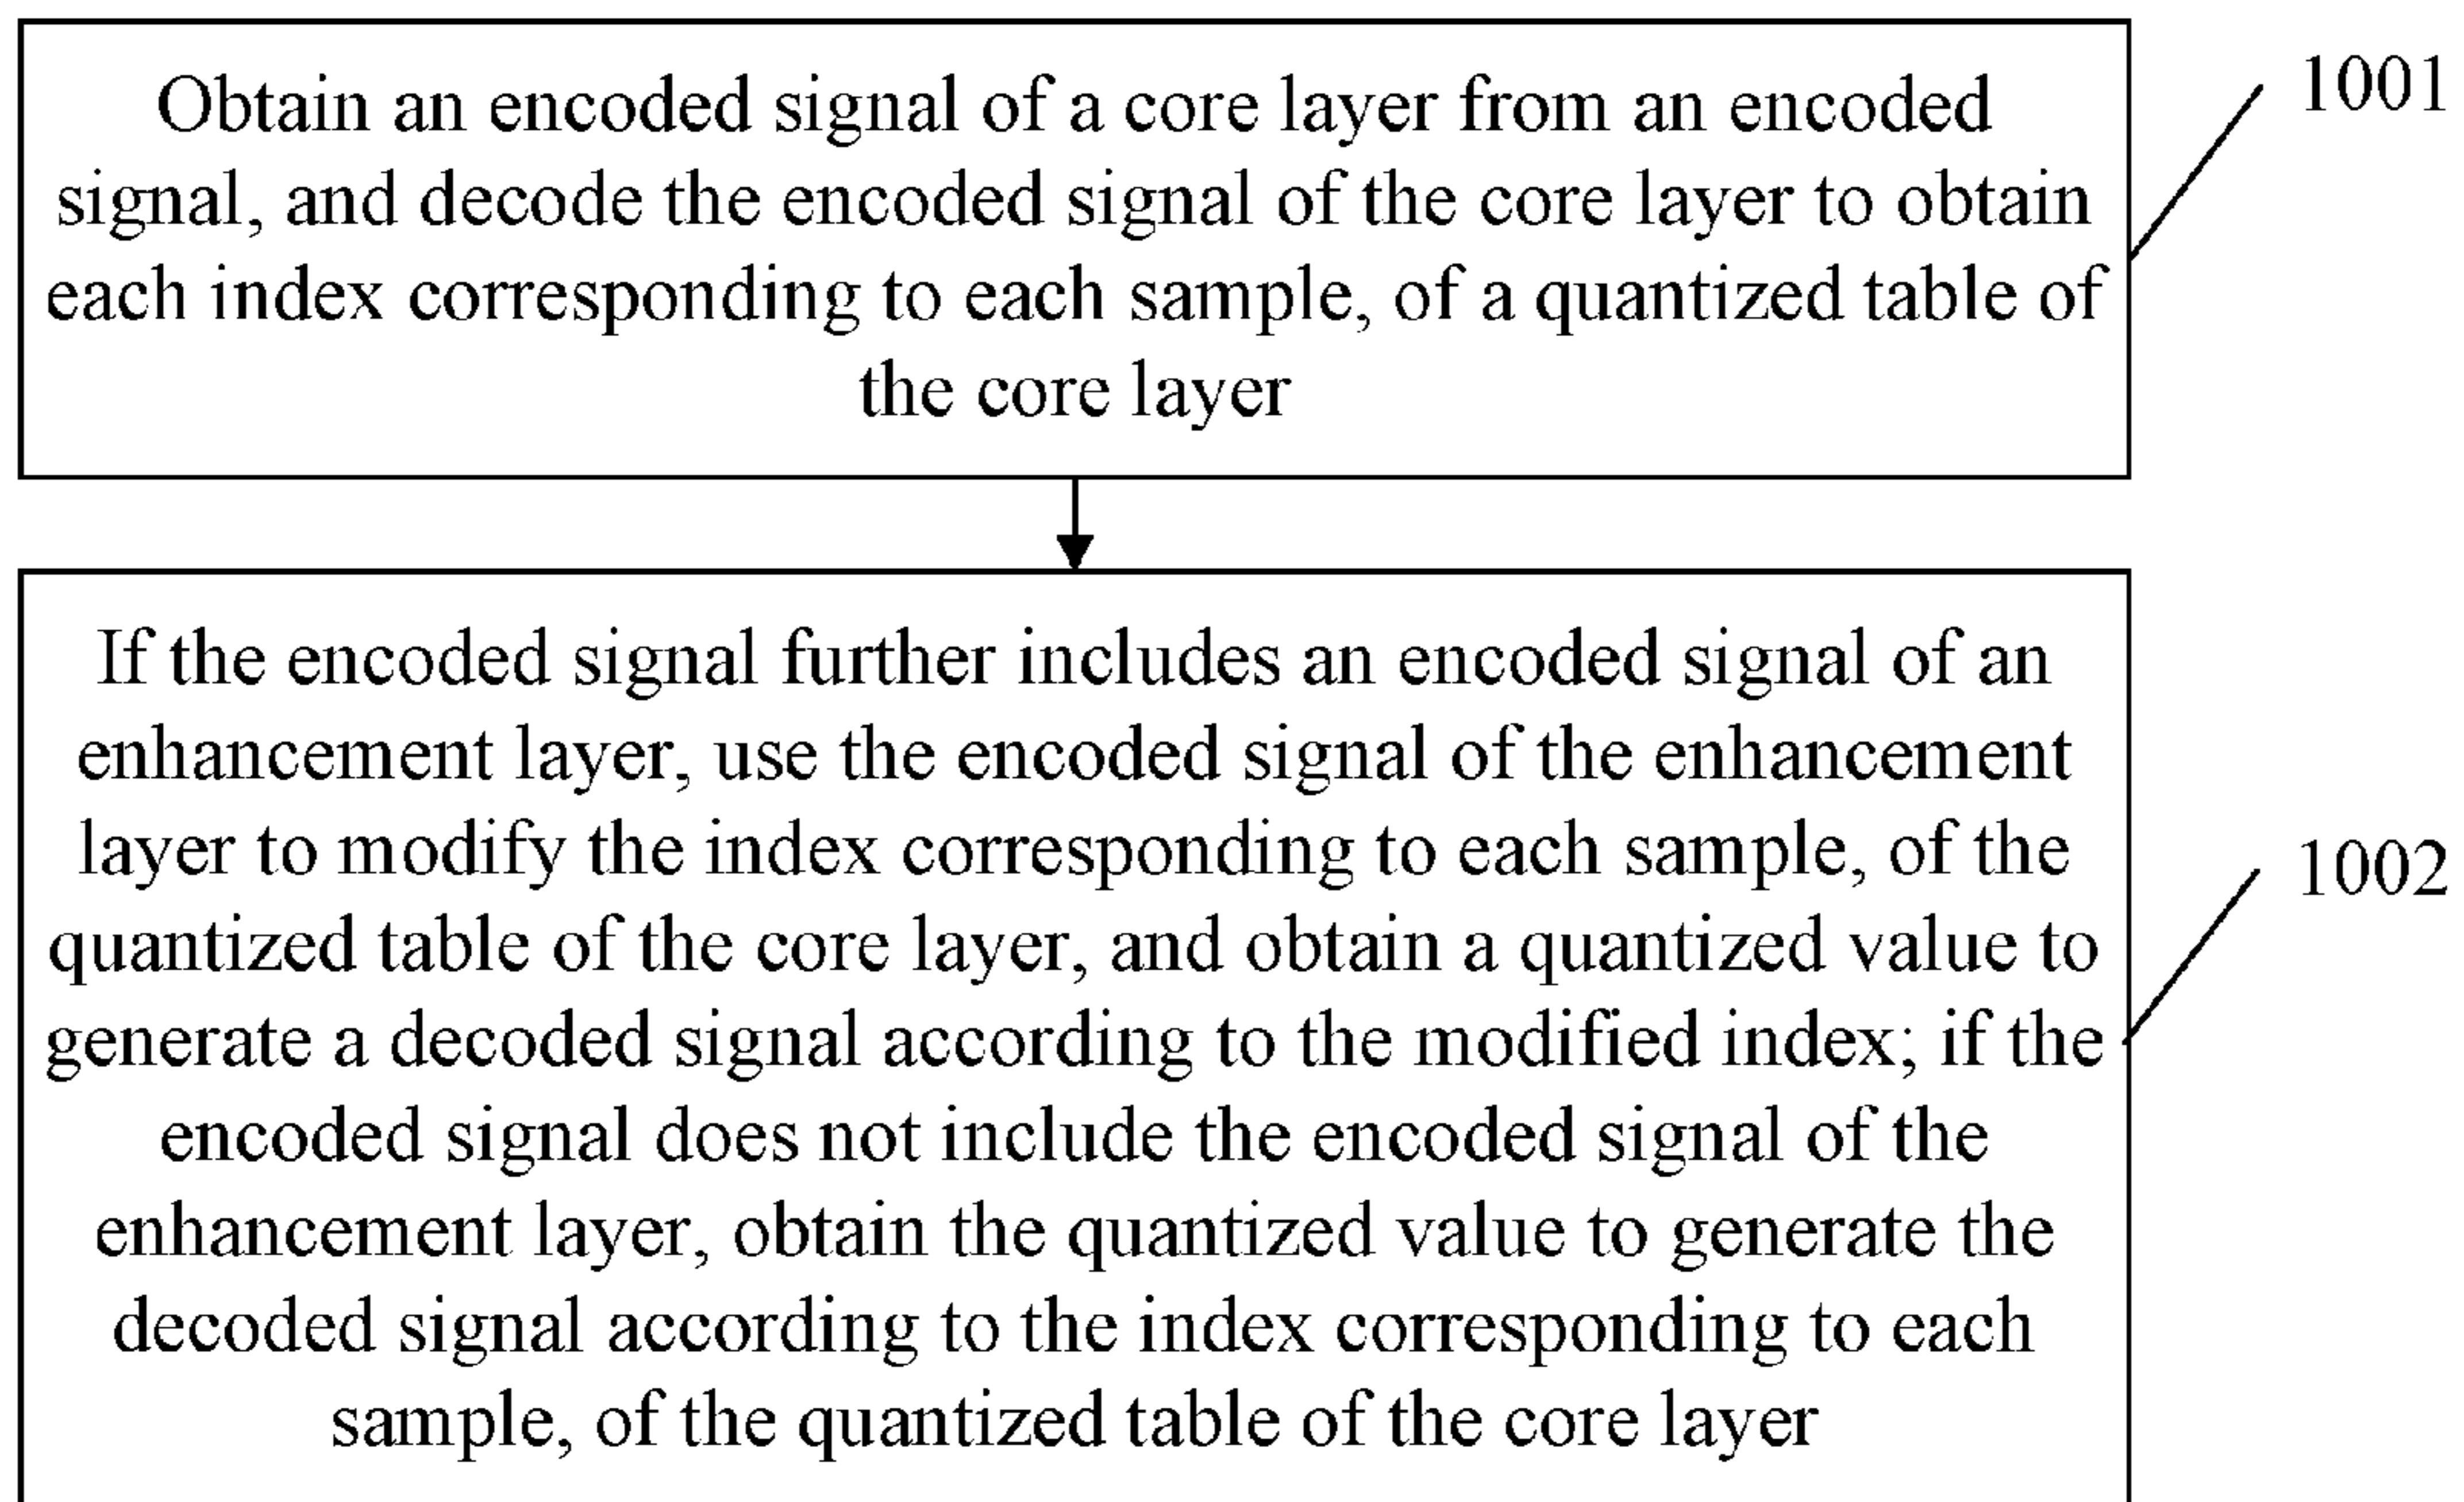 Obtain an encoded signal of a core layer from an encoded
signal, and decode the encoded signal of the core layer to obtain
each index corresponding to each sample, of a quantized table of
the core layer
1001
If the encoded signal further includes an encoded signal of an
enhancement layer, use the encoded signal of the enhancement
layer to modify the index corresponding to each sample, of the
quantized table of the core layer, and obtain a quantized value to
generate a decoded signal according to the modified index; if the
encoded signal does not include the encoded signal of the
enhancement layer, obtain the quantized value to generate the
decoded signal according to the index corresponding to each
sample, of the quantized table of the core layer
1002